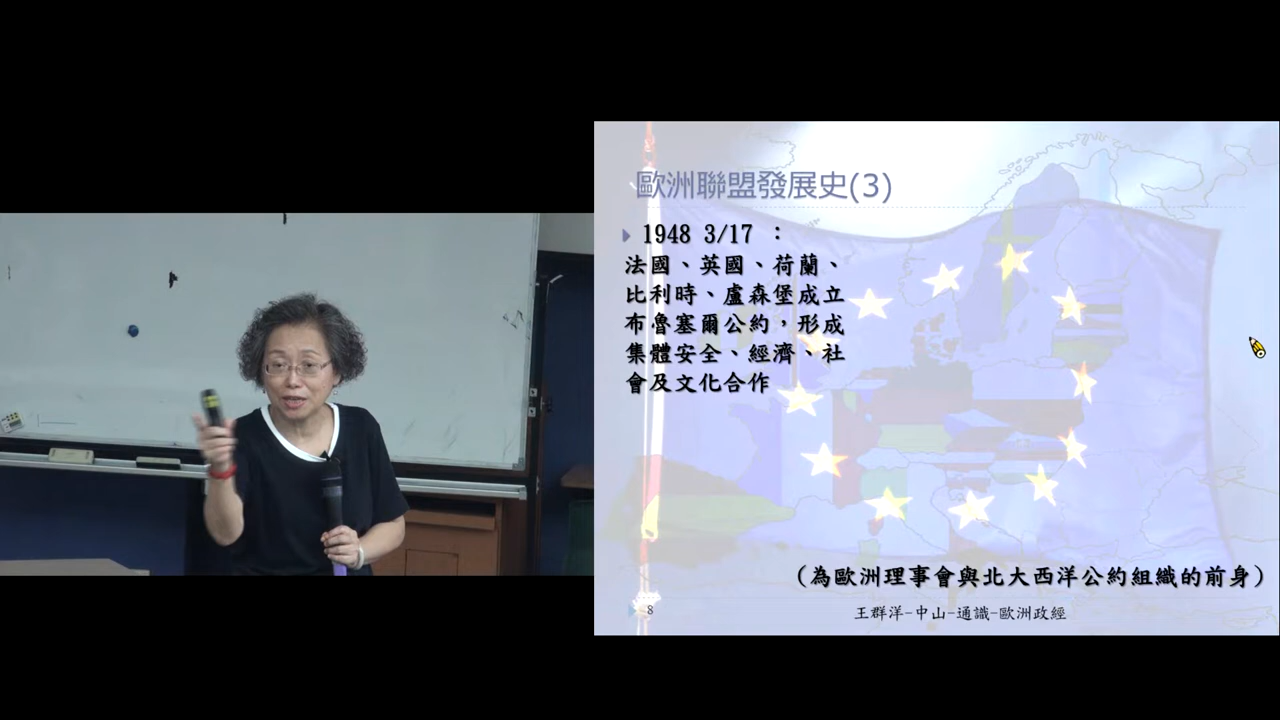 歐洲聯盟發展史(3)
1948 3/17 :
法國、英國、荷蘭、
比利時、盧森堡成立
布魯塞爾公約，形成
集體安全、經濟、社
會及文化合作
(為歐洲理事會與北大西洋公約組織的前身)
8
王群洋-中山-通識-歐洲政經